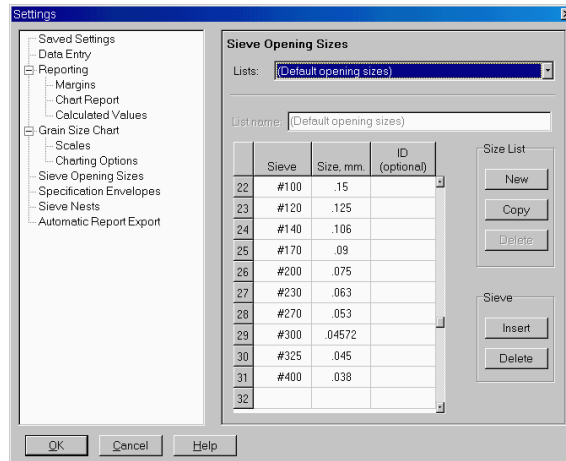 Settings
Saved Settings
Data Entry
Reporting
Margins
Chart Report
Calculated Values
Grain Size Chart
Scales
Charting Options
Sieve Opening Sizes
Specification Envelopes
Sieve Nests
Automatic Report Export
Sieve Opening Sizes
Lists: (Default opening sizes)
List name: (Default opening sizes)
Sieve Size, mm. ID (optional)
22 #100 .15
23 #120 .125
24 #140 .106
25 #170 .09
26 #200 .075
27 #230 .063
28 #270 .053
29 #300 .04572
30 #325 .045
31 #400 .038
32
Size List
New
Copy
Delete
Sieve
Insert
Delete
OK Cancel Help